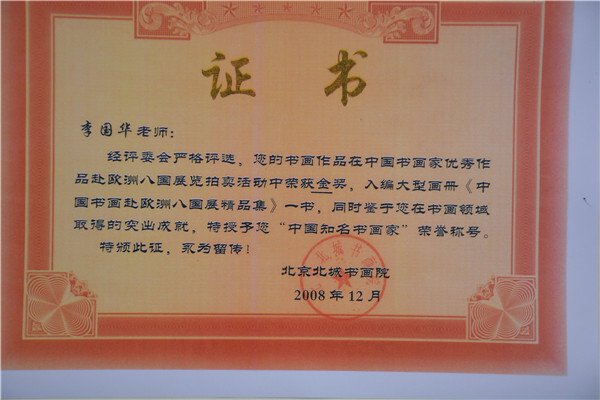 证 书
李国华老师：
经评委会严格评选，您的书画作品在中国书画家优秀作
品赴欧洲八国展览拍卖活动中荣获金奖，入编大型画册《中
国书画赴欧洲八国展精品集》一书，同时鉴于您在书画领域
取得的突出成就，特授予您“中国知名书画家”荣誉称号。
特颁此证，永为留传！
北京北城书画院
2008 年 12 月